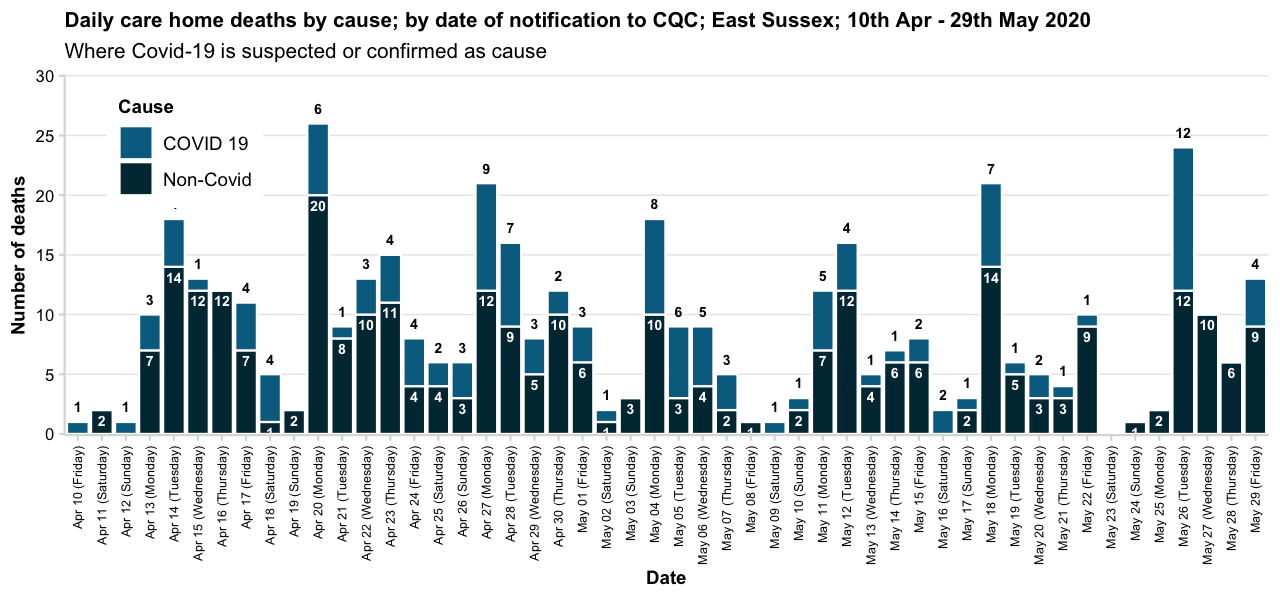 Daily care home deaths by cause; by date of notification to CQC; East Sussex; 10th Apr - 29th May 2020
Where Covid-19 is suspected or confirmed as cause
Number of deaths
30
25
20
15
10
5
0
Cause
COVID 19
Non-Covid
1
2
1
3
7
14
1
12
12
4
7
4
1
2
6
20
1
8
3
10
4
11
4
4
2
4
3
3
9
12
7
9
3
5
2
10
3
6
1
1
3
8
10
6
3
5
4
3
2
1
1
1
2
5
7
4
12
1
4
1
6
2
6
2
1
2
7
14
1
5
2
3
1
3
1
9
1
2
12
12
10
6
4
9
Apr 10 (Friday)
Apr 11 (Saturday)
Apr 12 (Sunday)
Apr 13 (Monday)
Apr 14 (Tuesday)
Apr 15 (Wednesday)
Apr 16 (Thursday)
Apr 17 (Friday)
Apr 18 (Saturday)
Apr 19 (Sunday)
Apr 20 (Monday)
Apr 21 (Tuesday)
Apr 22 (Wednesday)
Apr 23 (Thursday)
Apr 24 (Friday)
Apr 25 (Saturday)
Apr 26 (Sunday)
Apr 27 (Monday)
Apr 28 (Tuesday)
Apr 29 (Wednesday)
Apr 30 (Thursday)
May 01 (Friday)
May 02 (Saturday)
May 03 (Sunday)
May 04 (Monday)
May 05 (Tuesday)
May 06 (Wednesday)
May 07 (Thursday)
May 08 (Friday)
May 09 (Saturday)
May 10 (Sunday)
May 11 (Monday)
May 12 (Tuesday)
May 13 (Wednesday)
May 14 (Thursday)
May 15 (Friday)
May 16 (Saturday)
May 17 (Sunday)
May 18 (Monday)
May 19 (Tuesday)
May 20 (Wednesday)
May 21 (Thursday)
May 22 (Friday)
May 23 (Saturday)
May 24 (Sunday)
May 25 (Monday)
May 26 (Tuesday)
May 27 (Wednesday)
May 28 (Thursday)
May 29 (Friday)
Date